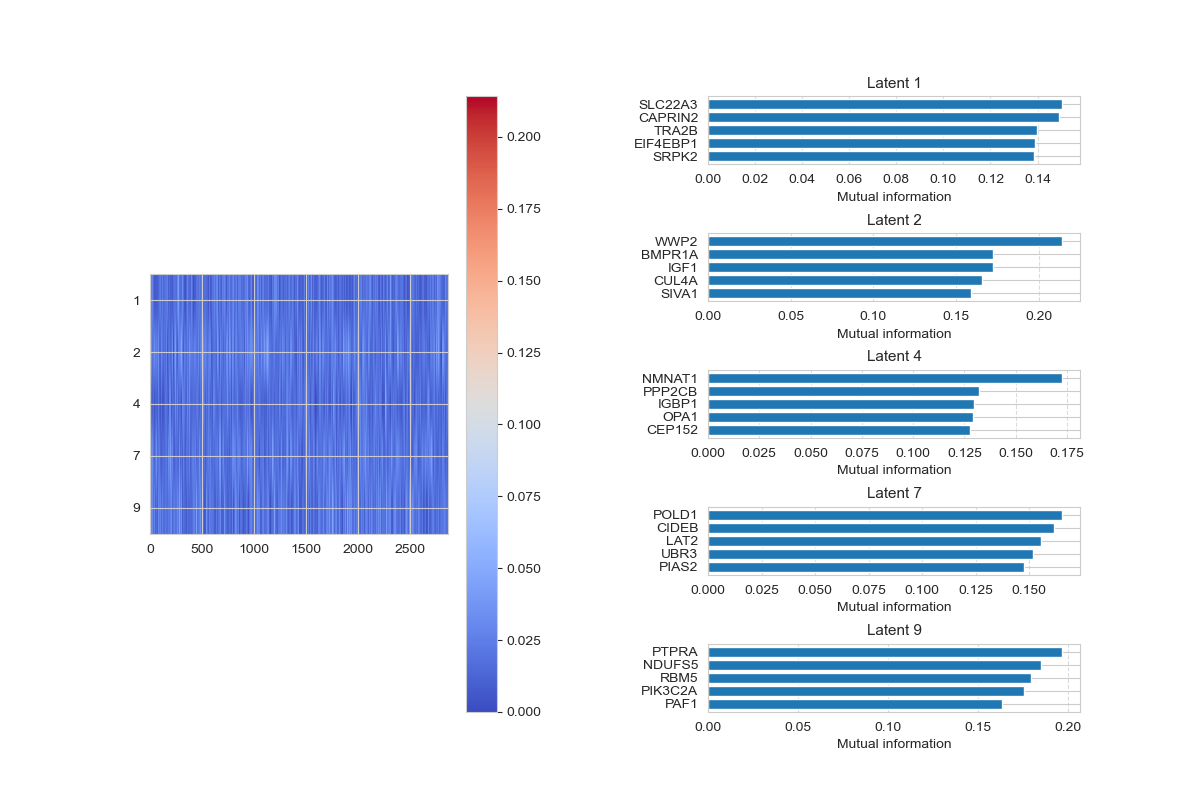 0.200
0.175
0.150
0.125
0.100
0.075
0.050
0.025
0.000
1
2
4
7
9
0 500 1000 1500 2000 2500
Latent 1
SLC22A3
CAPRIN2
TRA2B
EIF4EBP1
SRPK2
0.00 0.02 0.04 0.06 0.08 0.10 0.12 0.14
Mutual information
Latent 2
WWP2
BMPR1A
IGF1
CUL4A
SIVA1
0.00 0.05 0.10 0.15 0.20
Mutual information
Latent 4
NMNAT1
PPP2CB
IGBP1
OPA1
CEP152
0.000 0.025 0.050 0.075 0.100 0.125 0.150 0.175
Mutual information
Latent 7
POLD1
CIDEB
LAT2
UBR3
PIAS2
0.000 0.025 0.050 0.075 0.100 0.125 0.150
Mutual information
Latent 9
PTPRA
NDUFS5
RBM5
PIK3C2A
PAF1
0.00 0.05 0.10 0.15 0.20
Mutual information